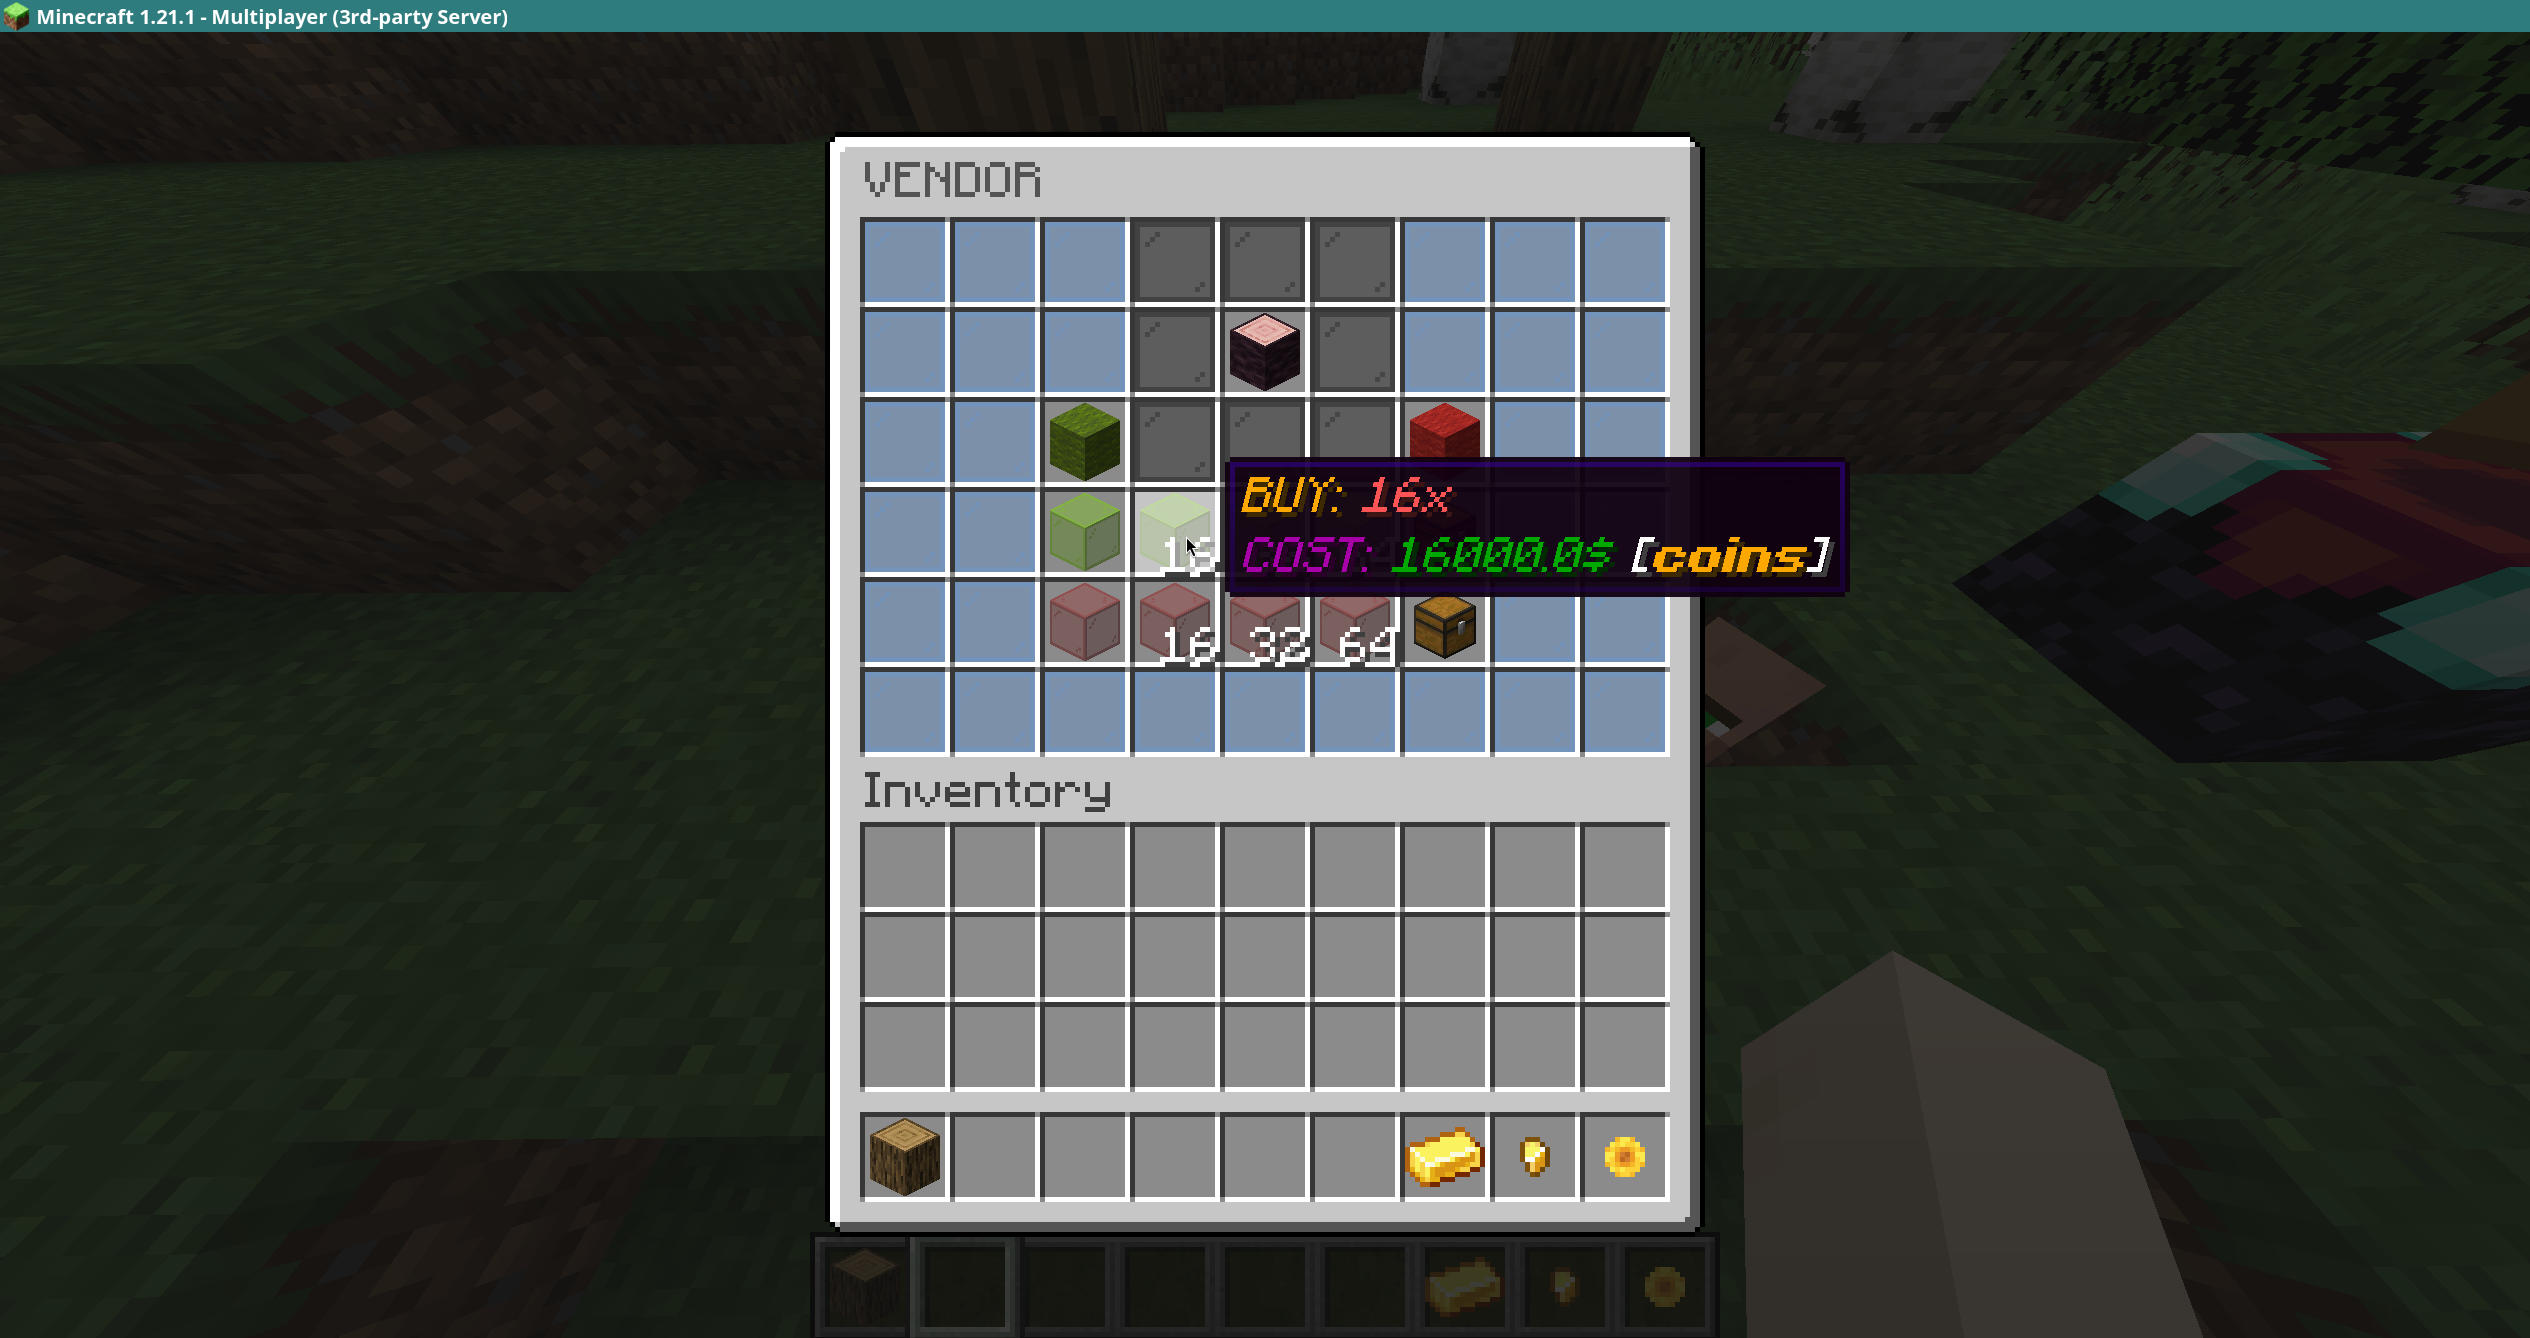 Minecraft 1.21.1 - Multiplayer (3rd-party Server)
VENDOR
BUY: 16x
COST: 16000.0$ [coins]
16
16 32 64
Inventory